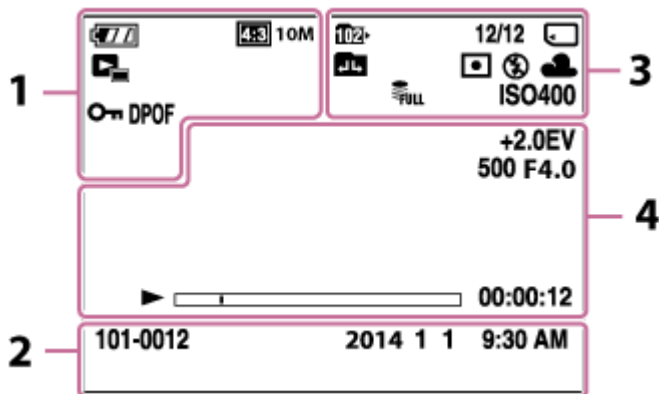 4:3 10M
102 12/12
FULL ISO400
DPOF
1
3
+2.0EV
500 F4.0
4
00:00:12
101-0012 2014 1 1 9:30 AM
2